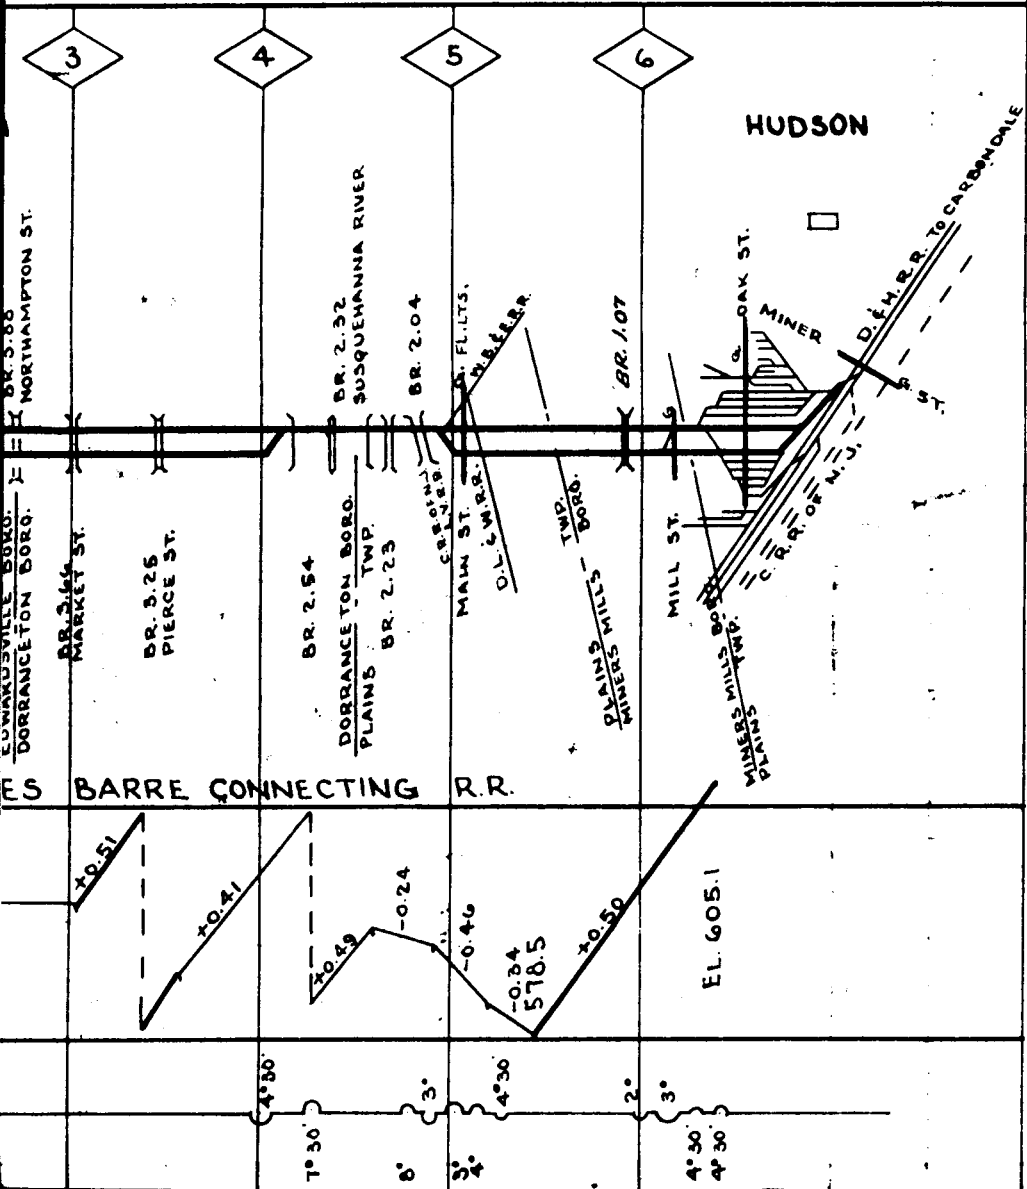 3
4
5
6
HUDSON
NORTHAMPTON ST.
BR. 2.32
SUSQUEHANNA RIVER
BR. 2.04
FL. LTS.
W.B. & E.R.R.
BR. 1.07
OAK ST.
MINER
ST.
D. & H. R.R. TO CARBONDALE
C. R.R. OF N.J.
EDWARDSVILLE BORO.
DORRANCETON BORO.
BR. 3.66
MARKET ST.
BR. 3.25
PIERCE ST.
BR. 2.54
DORRANCETON BORO.
PLAINS TWP.
BR. 2.23
C.R.R. OF N.J.
L.V.R.R.
MAIN ST.
D.L. & W.R.R.
PLAINS MILLS - TWP.
MINERS BORO.
MILL ST.
MINERS MILLS BORO.
PLAINS TWP.
ES BARRE CONNECTING R.R.
+0.51
+0.41
+0.49
-0.24
-0.46
-0.34
578.5
+0.50
EL. 605.1
4°30'
7°30'
8°
3°
4°
4°30'
2°
3°
4°30'
4°30'